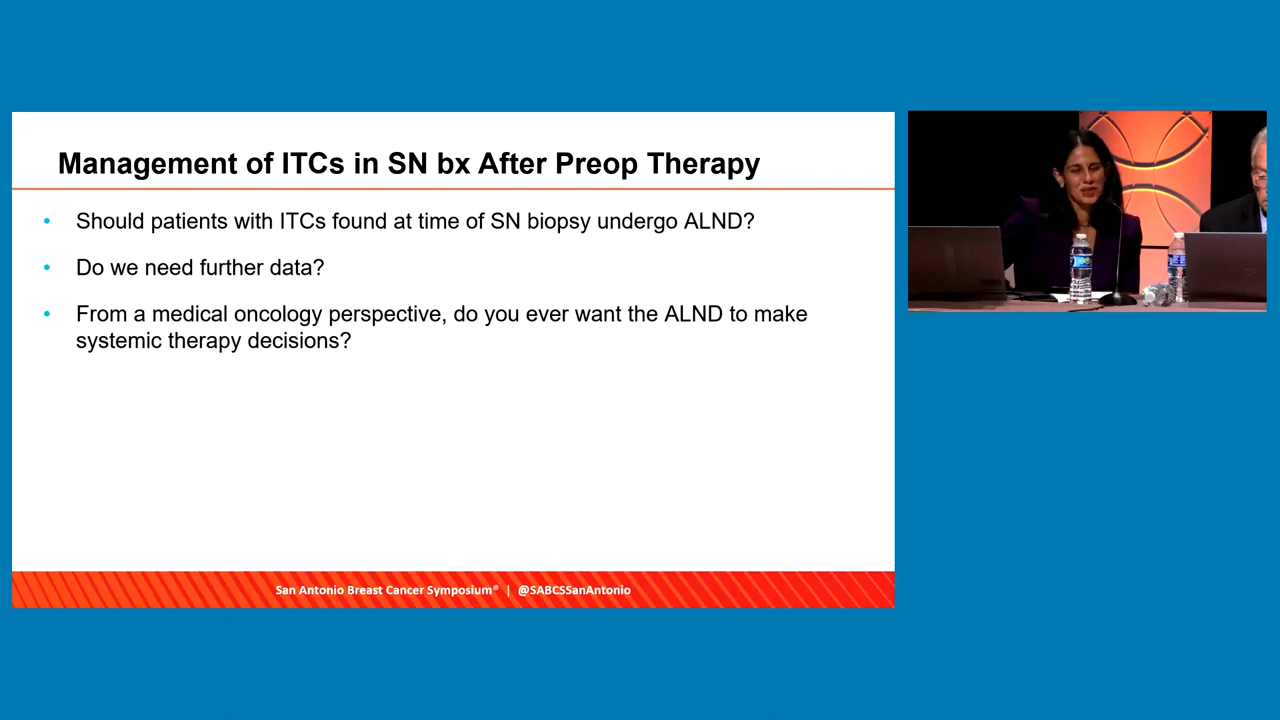 Management of ITCs in SN bx After Preop Therapy
• Should patients with ITCs found at time of SN biopsy undergo ALND?
• Do we need further data?
• From a medical oncology perspective, do you ever want the ALND to make
systemic therapy decisions?
San Antonio Breast Cancer Symposium® | @SABCSSanAntonio